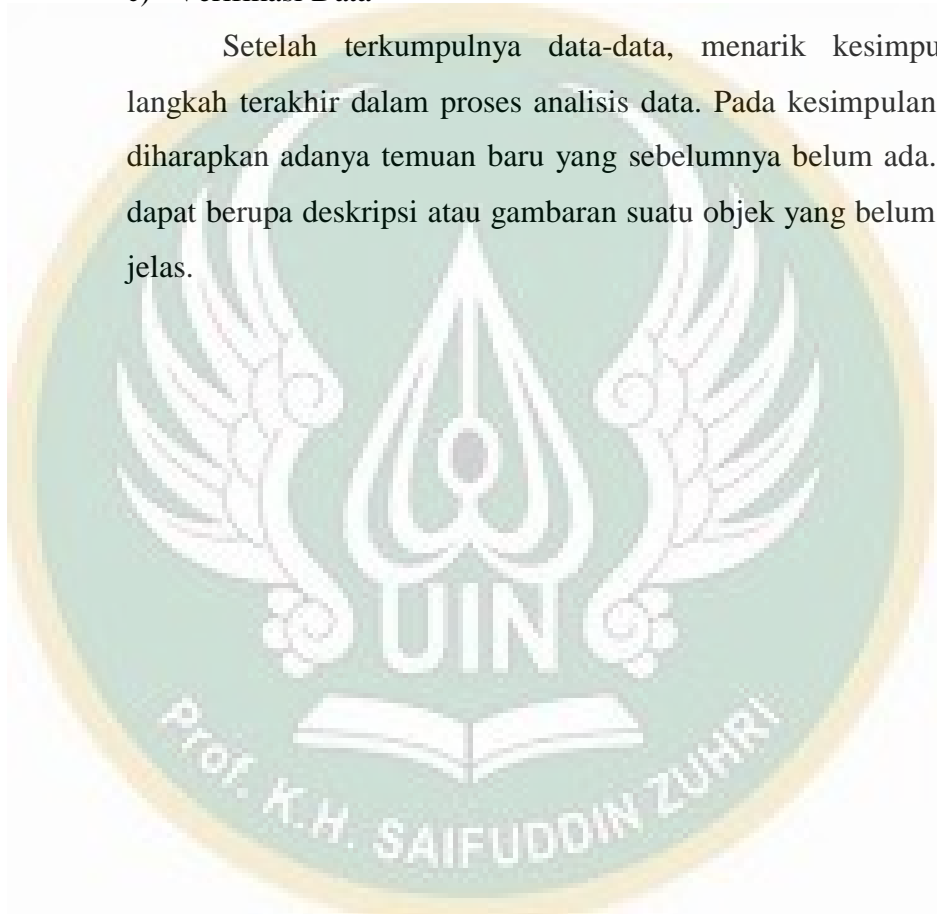 Setelah terkumpulnya data-data, menarik
langkah terakhir dalam proses analisis data. Pada kesimpulan
diharapkan adanya temuan baru yang sebelumnya belum ada.
dapat berupa deskripsi atau gambaran suatu objek yang belum
jelas.
UIN
Prof. K.H. SAIFUDDIN ZUHRI